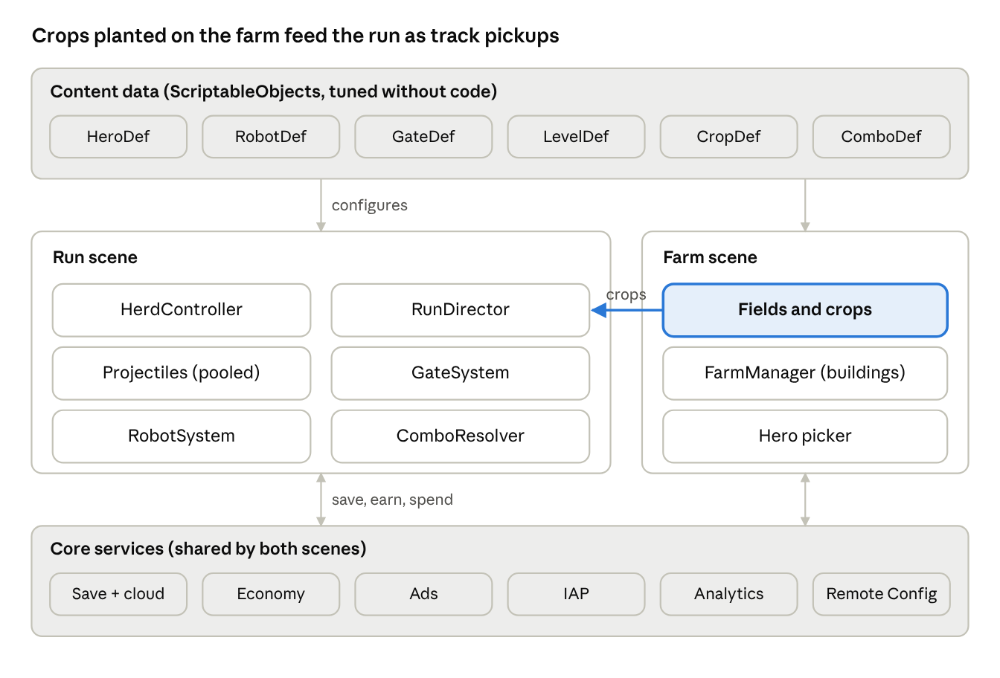 Crops planted on the farm feed the run as track pickups
Content data (ScriptableObjects, tuned without code)
HeroDef
RobotDef
GateDef
LevelDef
CropDef
ComboDef
configures
Run scene
HerdController
RunDirector
Projectiles (pooled)
GateSystem
RobotSystem
ComboResolver
crops
Farm scene
Fields and crops
FarmManager (buildings)
Hero picker
save, earn, spend
Core services (shared by both scenes)
Save + cloud
Economy
Ads
IAP
Analytics
Remote Config